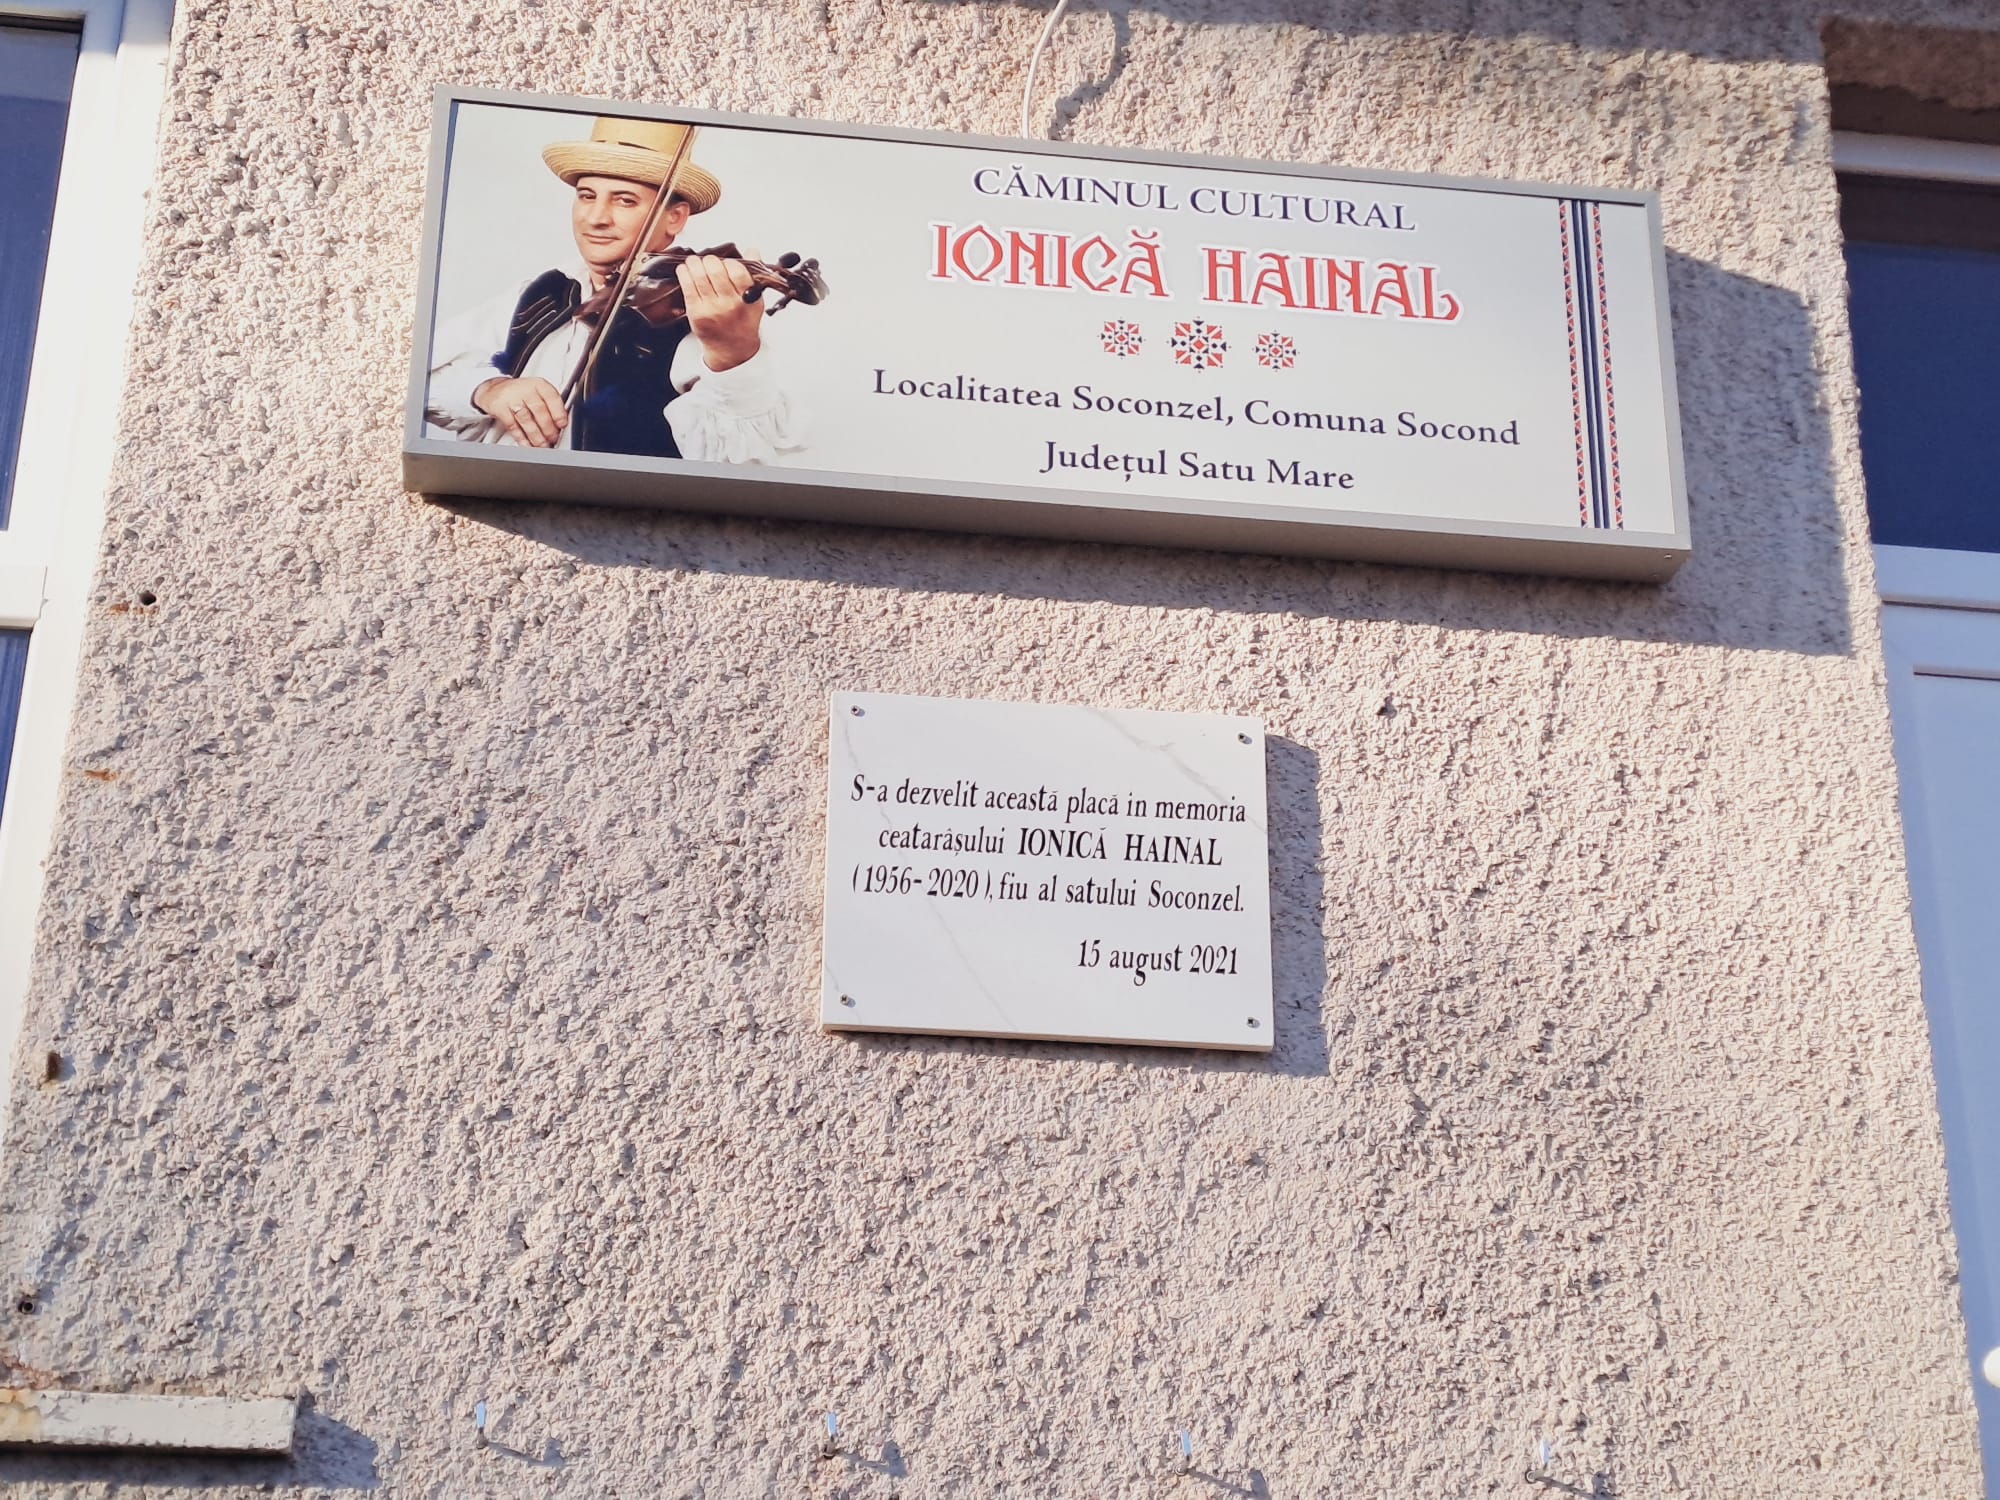 CĂMINUL CULTURAL
IONICĂ HAINAL
Localitatea Soconzel, Comuna Socond
Județul Satu Mare
S-a dezvelit această placă in memoria
ceatarâșului IONICĂ HAINAL
(1956-2020), fiu al satului Soconzel.
15 august 2021